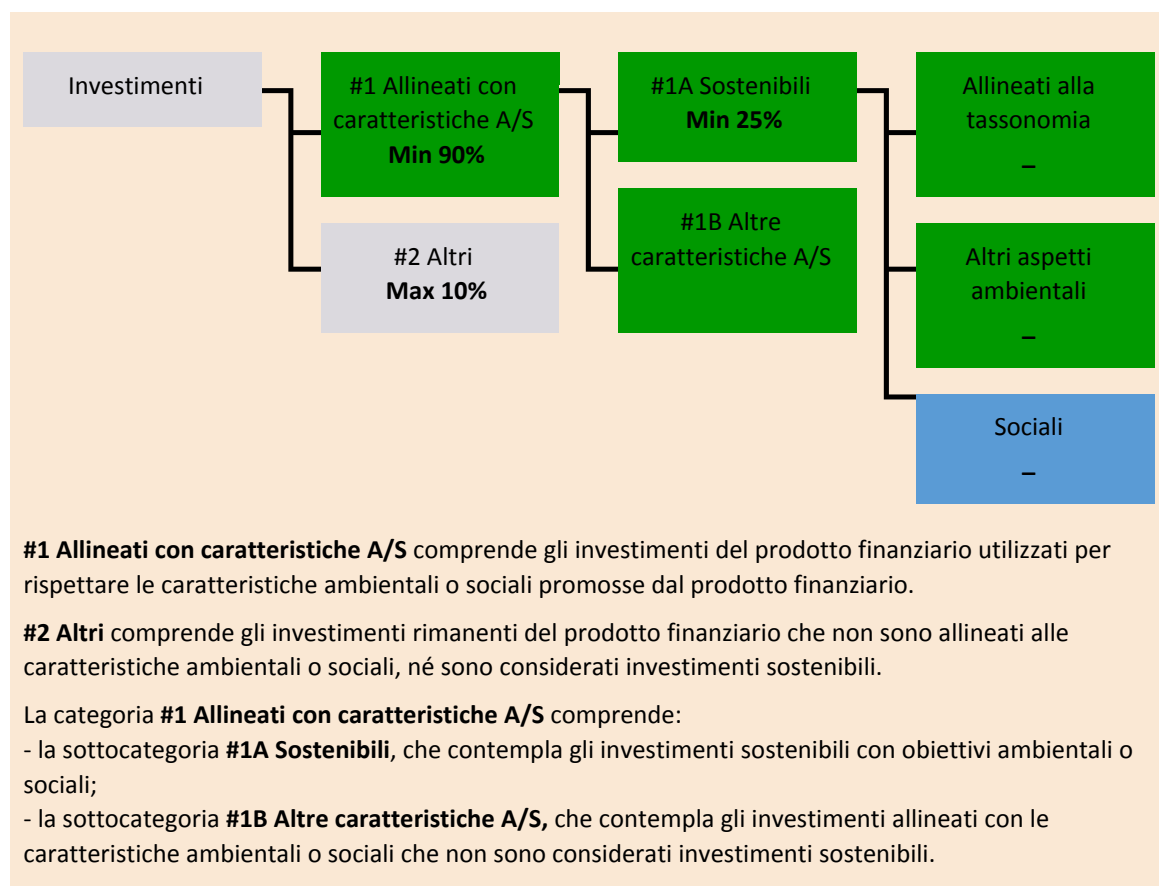 Investimenti
#1 Allineati con
caratteristiche A/S
Min 90%
#2 Altri
Max 10%
#1A Sostenibili
Min 25%
#1B Altre
caratteristiche A/S
Allineati alla
tassonomia
–
Altri aspetti
ambientali
–
Sociali
–
#1 Allineati con caratteristiche A/S comprende gli investimenti del prodotto finanziario utilizzati per
rispettare le caratteristiche ambientali o sociali promosse dal prodotto finanziario.
#2 Altri comprende gli investimenti rimanenti del prodotto finanziario che non sono allineati alle
caratteristiche ambientali o sociali, né sono considerati investimenti sostenibili.
La categoria #1 Allineati con caratteristiche A/S comprende:
- la sottocategoria #1A Sostenibili, che contempla gli investimenti sostenibili con obiettivi ambientali o
sociali;
- la sottocategoria #1B Altre caratteristiche A/S, che contempla gli investimenti allineati con le
caratteristiche ambientali o sociali che non sono considerati investimenti sostenibili.